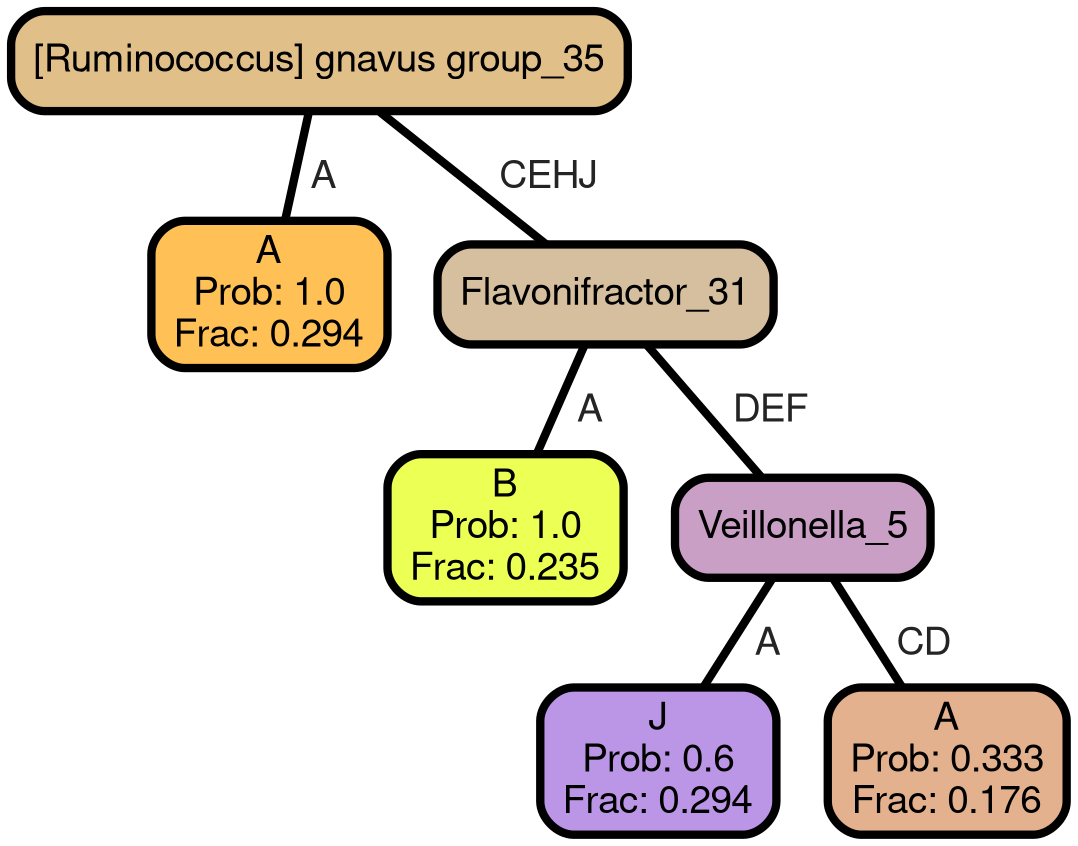 [Ruminococcus] gnavus group_35
A
CEHJ
A
Prob: 1.0
Frac: 0.294
Flavonifractor_31
A
DEF
B
Prob: 1.0
Frac: 0.235
Veillonella_5
A
CD
J
Prob: 0.6
Frac: 0.294
A
Prob: 0.333
Frac: 0.176